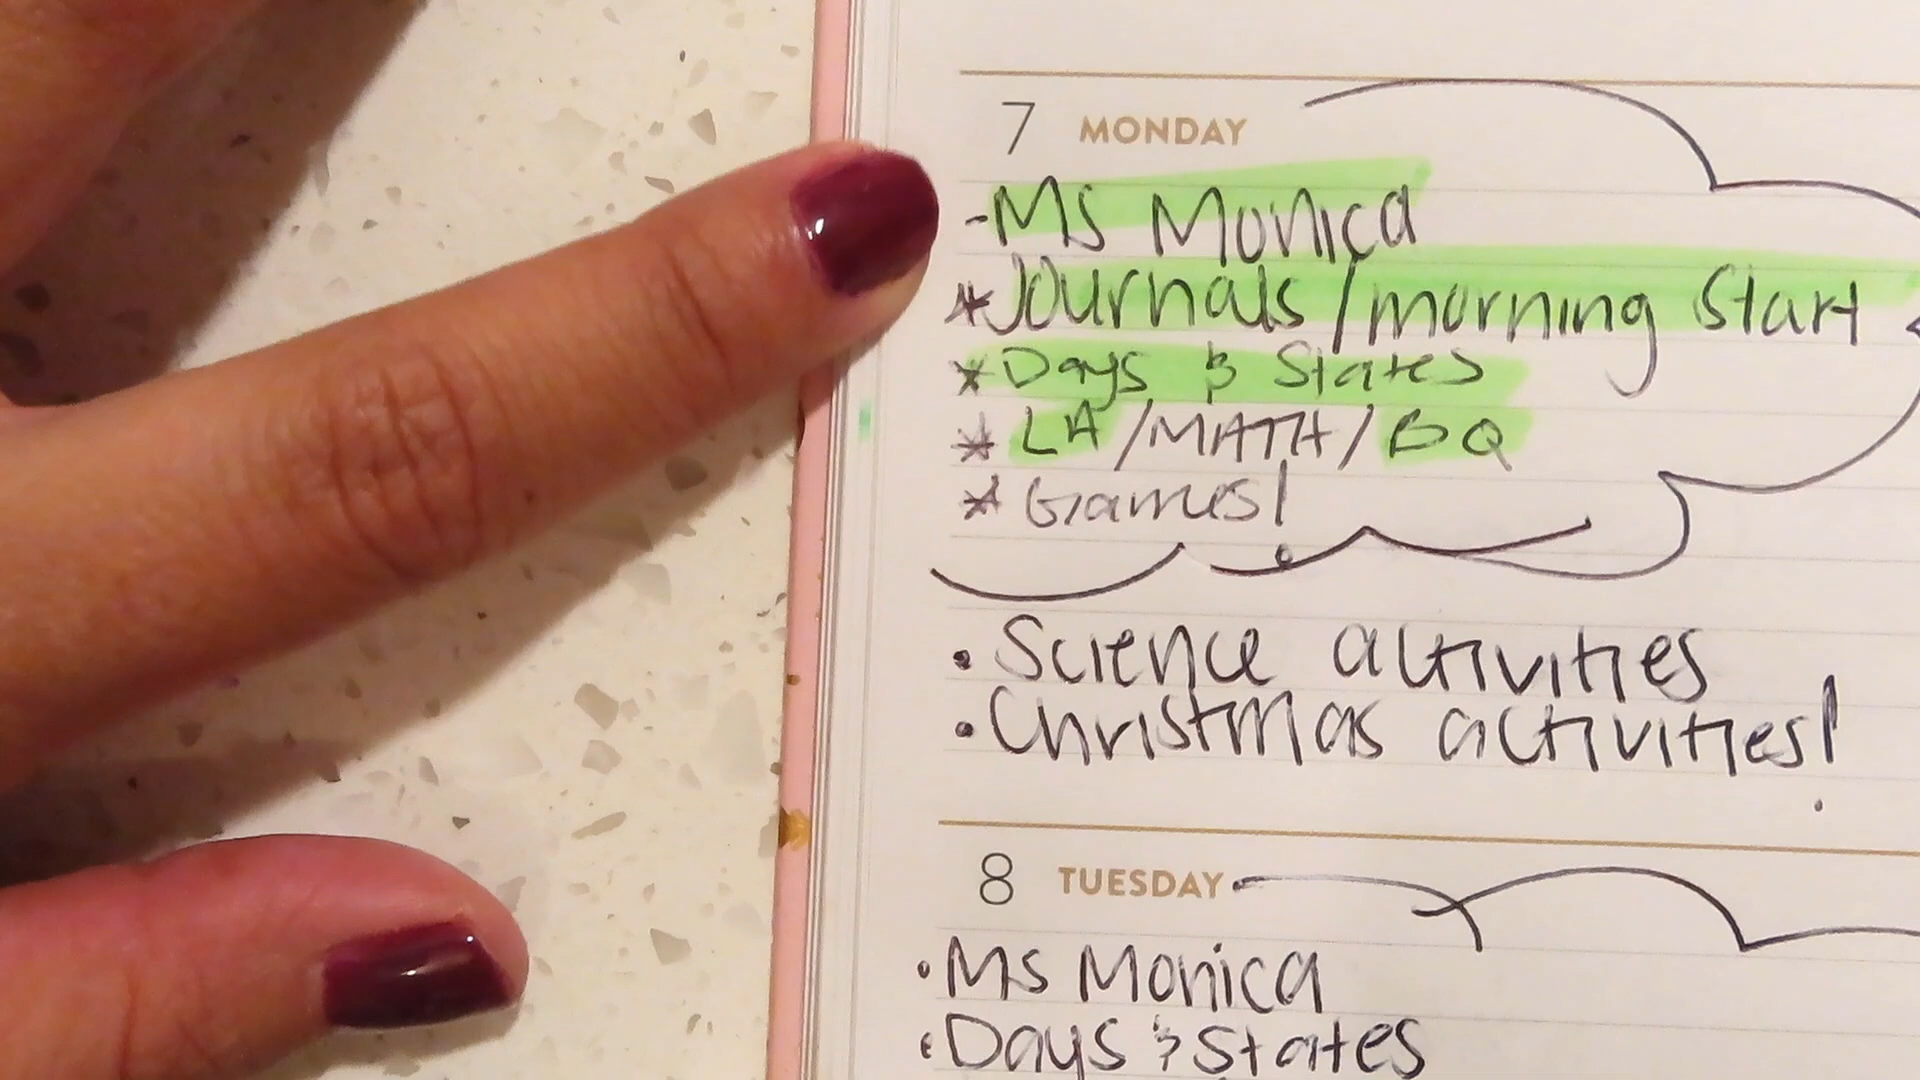 7 MONDAY
-Ms Monica
*Journals/morning Start
*Days & States
*LA/MATH/BQ
*Games!
•Science activities
•Christmas activities!
8 TUESDAY
•Ms Monica
•Days & States